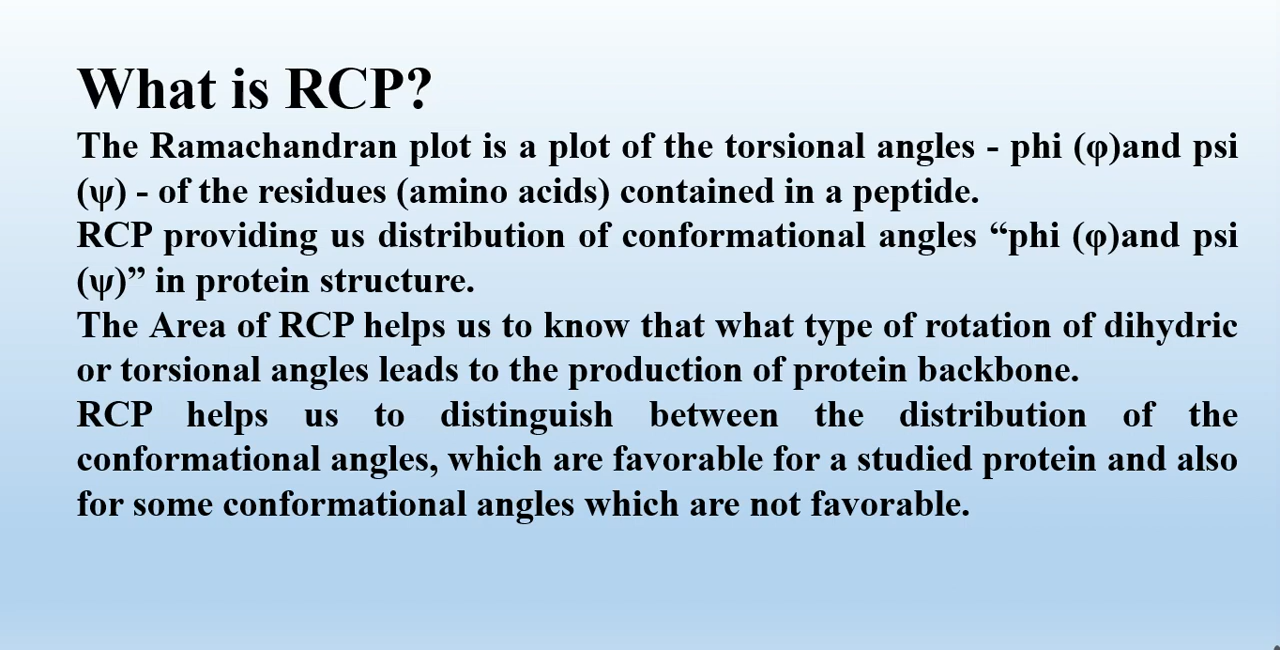 What is RCP?
The Ramachandran plot is a plot of the torsional angles - phi (φ)and psi
(ψ) - of the residues (amino acids) contained in a peptide.
RCP providing us distribution of conformational angles “phi (φ)and psi
(ψ)” in protein structure.
The Area of RCP helps us to know that what type of rotation of dihydric
or torsional angles leads to the production of protein backbone.
RCP helps us to distinguish between the distribution of the
conformational angles, which are favorable for a studied protein and also
for some conformational angles which are not favorable.